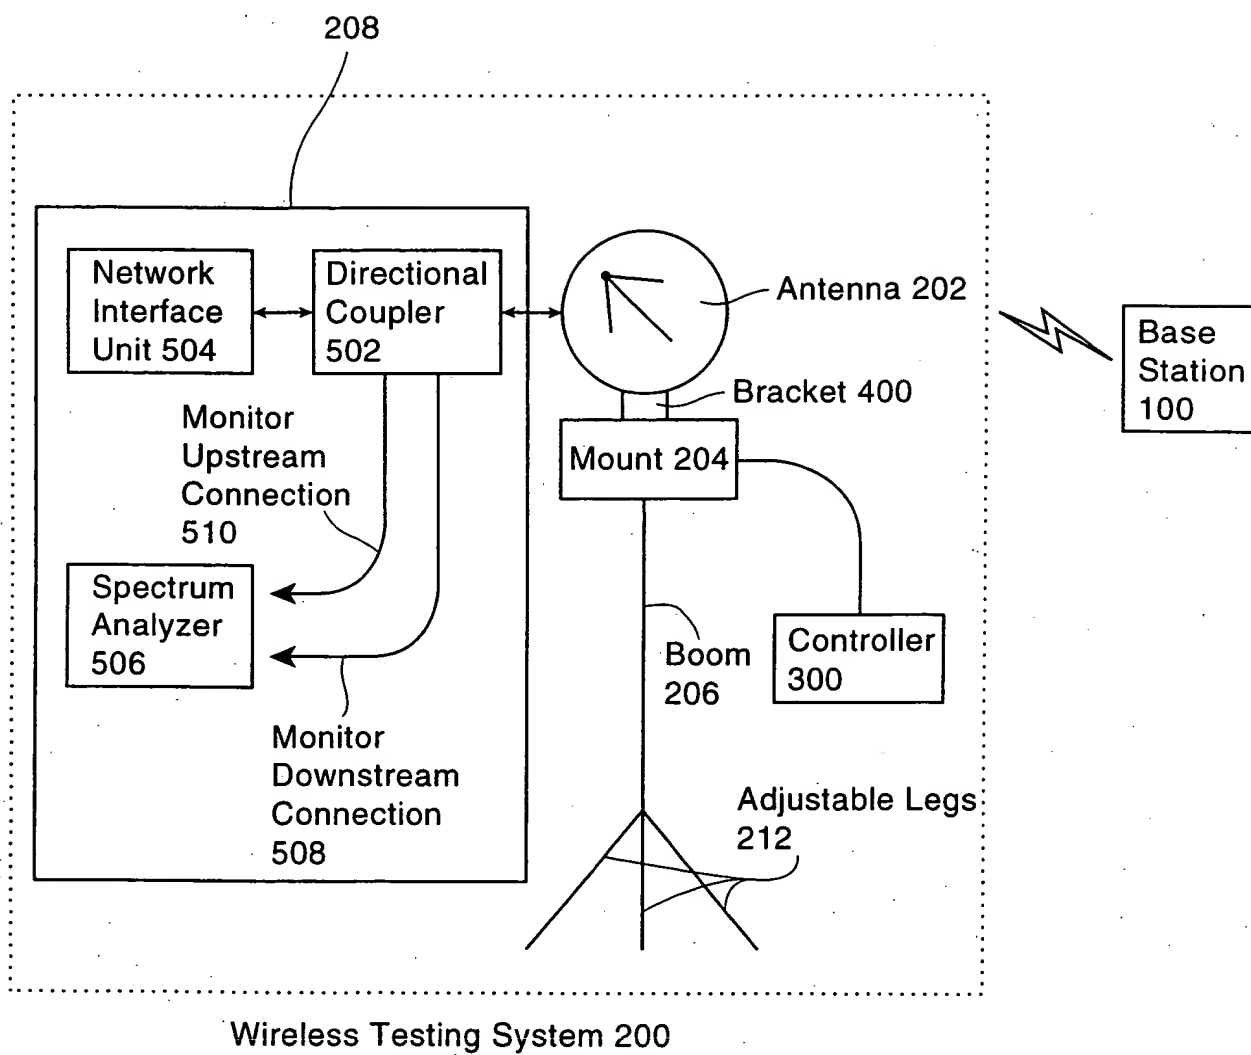 208
Network
Interface
Unit 504
Directional
Coupler
502
Antenna 202
Base
Station
100
Bracket 400
Mount 204
Monitor
Upstream
Connection
510
Spectrum
Analyzer
506
Boom
206
Controller
300
Monitor
Downstream
Connection
508
Adjustable Legs
212
Wireless Testing System 200